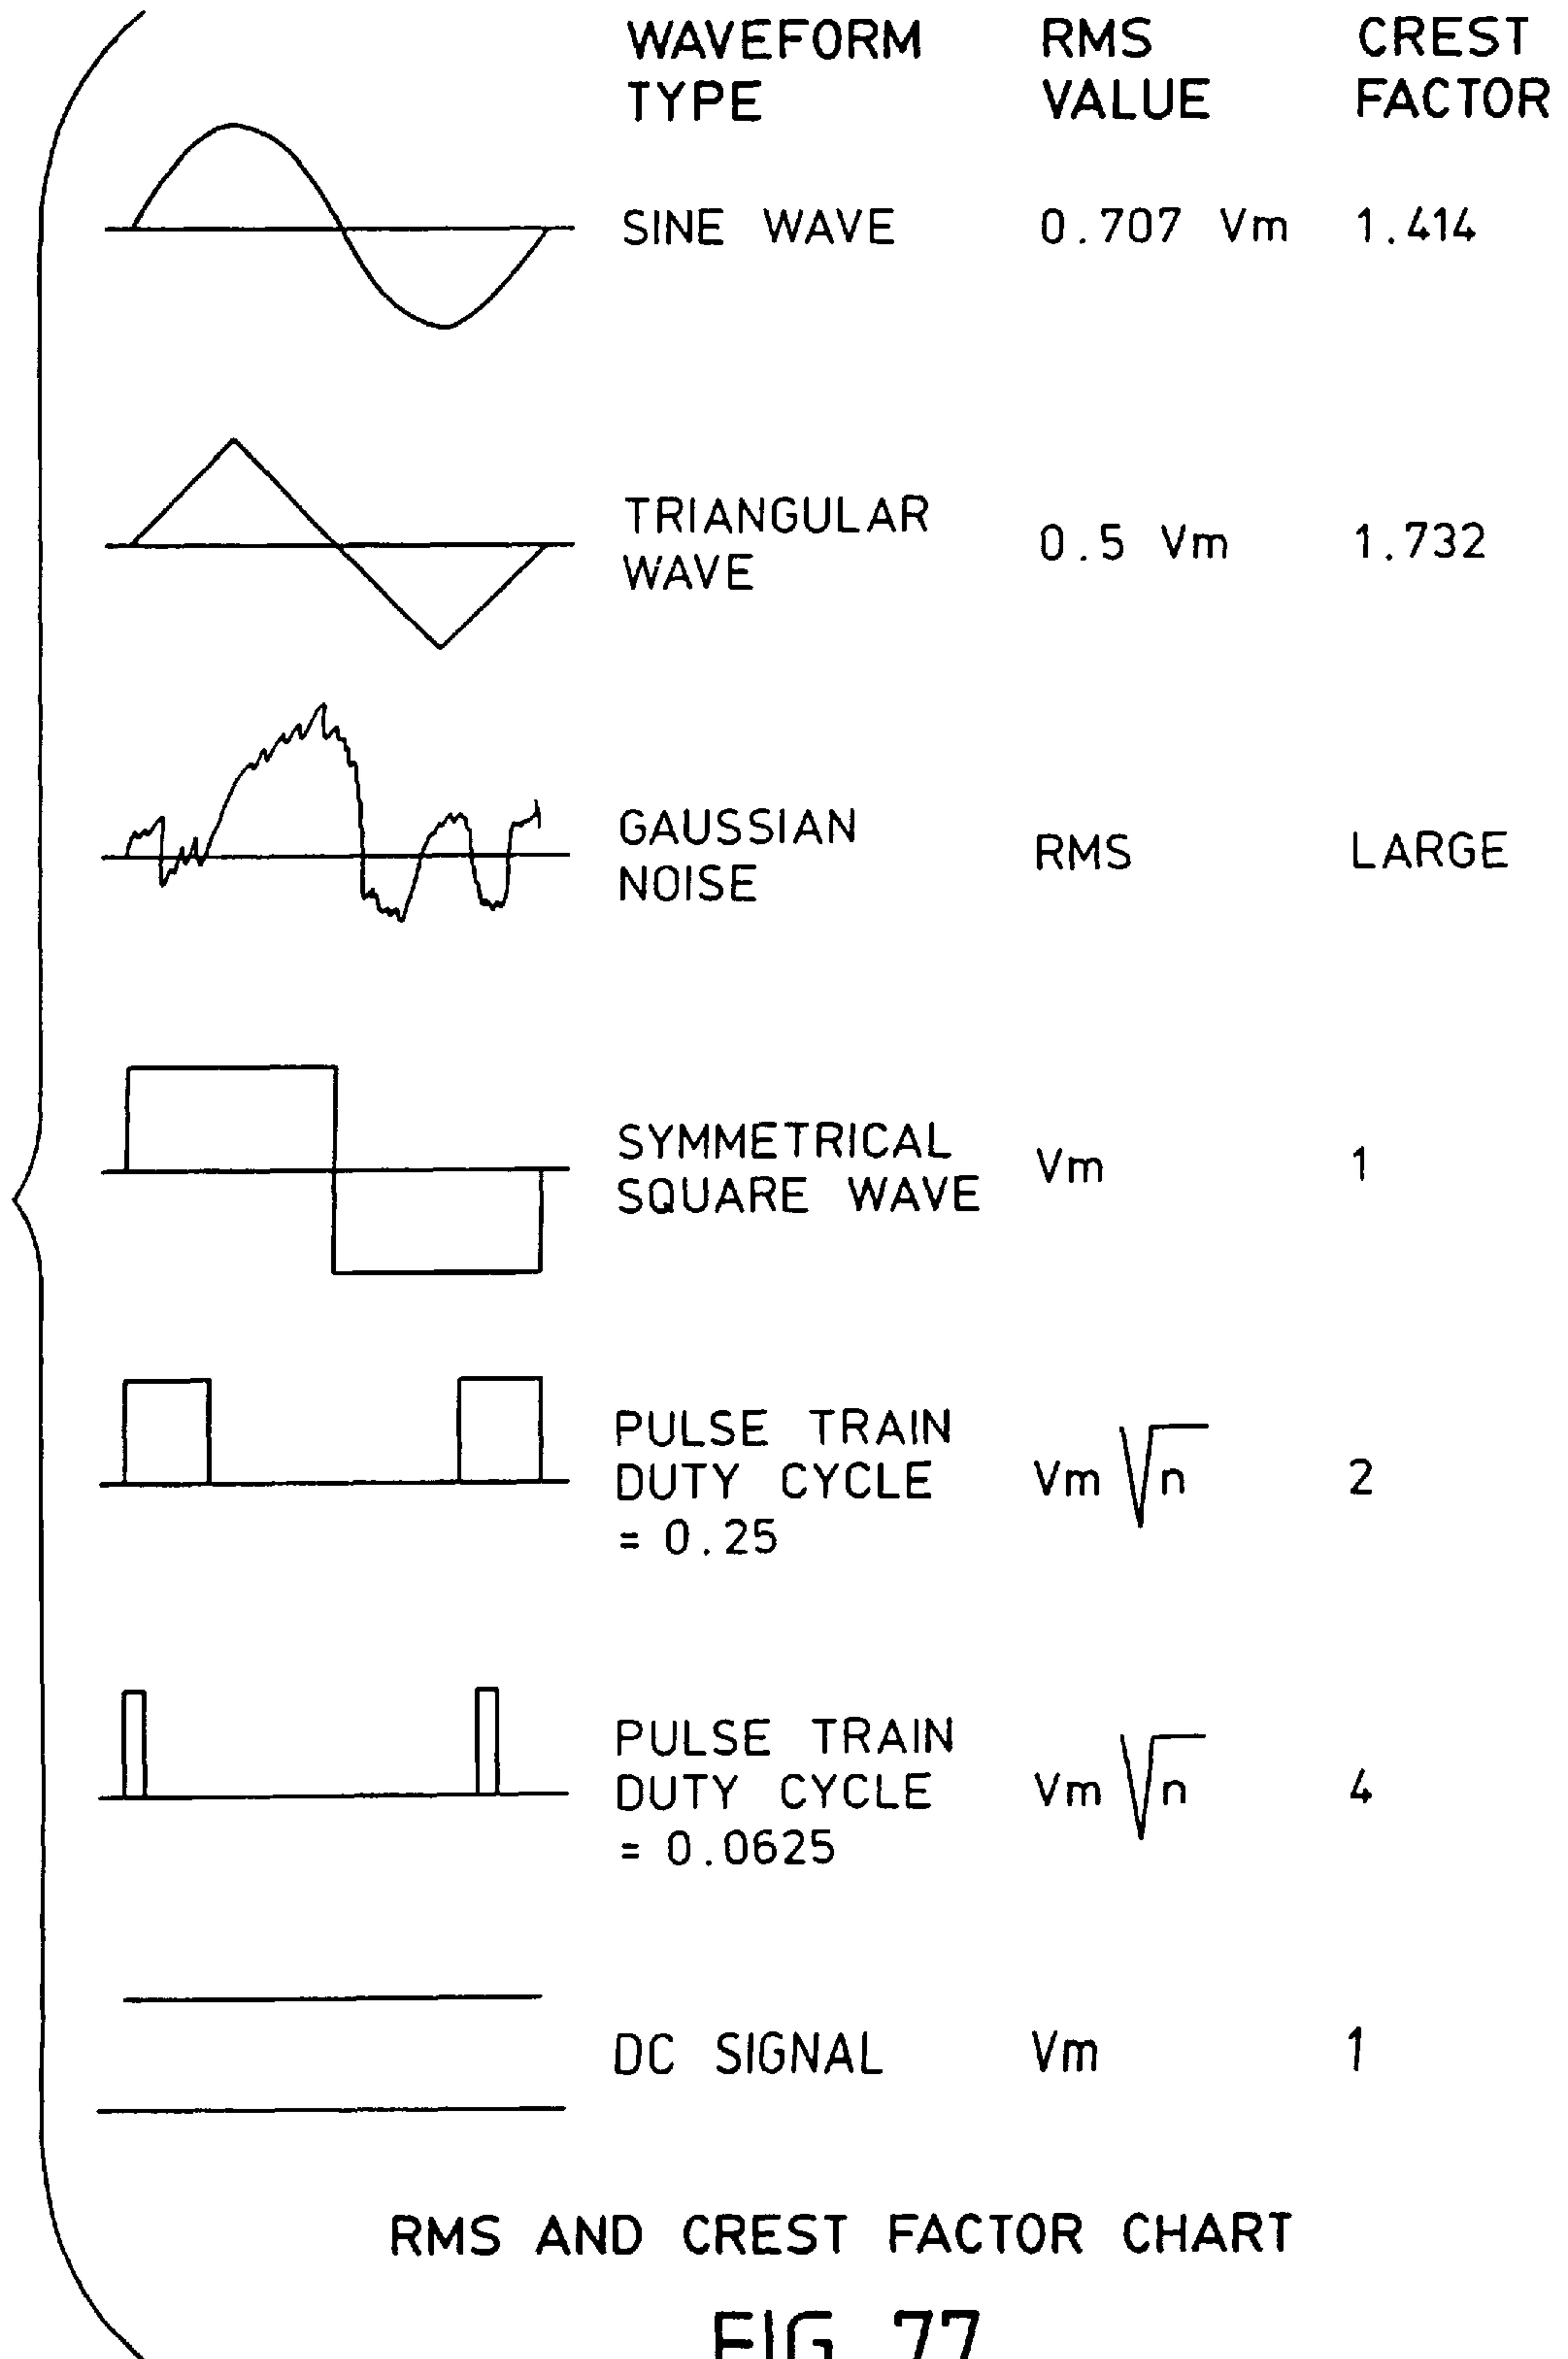 WAVEFORM TYPE RMS VALUE CREST FACTOR
SINE WAVE 0.707 Vm 1.414
TRIANGULAR WAVE 0.5 Vm 1.732
GAUSSIAN NOISE RMS LARGE
SYMMETRICAL SQUARE WAVE Vm 1
PULSE TRAIN DUTY CYCLE = 0.25 Vm √n 2
PULSE TRAIN DUTY CYCLE = 0.0625 Vm √n 4
DC SIGNAL Vm 1
RMS AND CREST FACTOR CHART
FIG 77